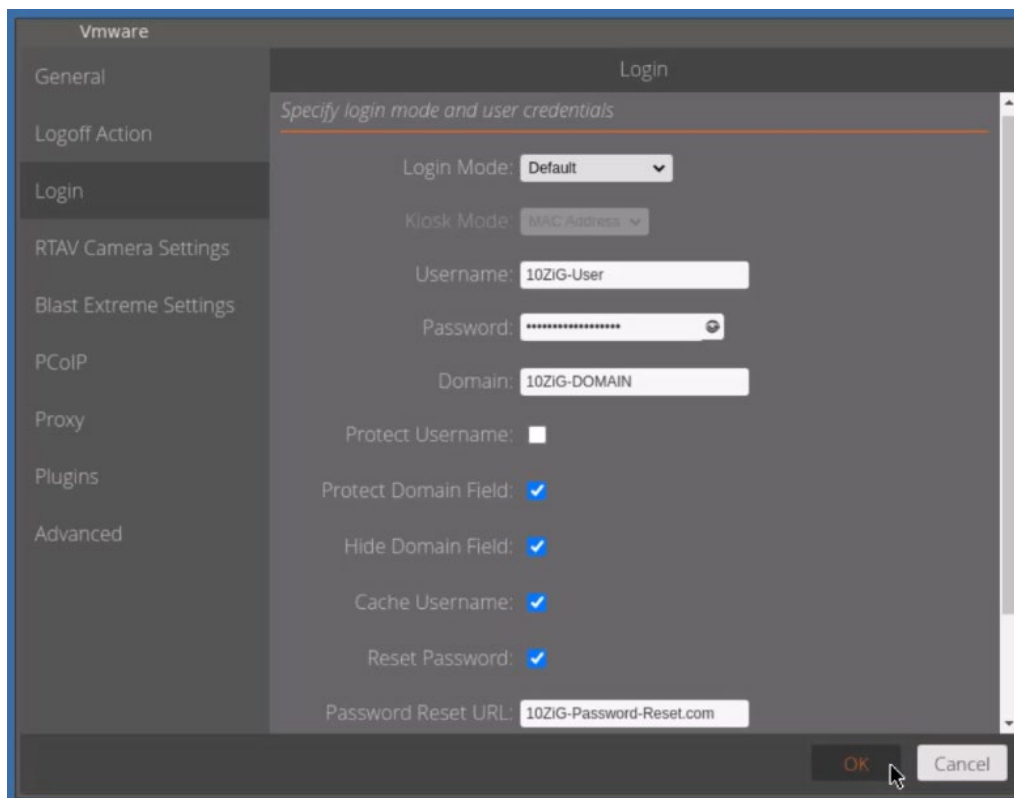 Vmware
General
Logoff Action
Login
RTAV Camera Settings
Blast Extreme Settings
PCoIP
Proxy
Plugins
Advanced
Login
Specify login mode and user credentials
Login Mode: Default
Kiosk Mode: MAC Address
Username: 10ZiG-User
Password: ••••••••••••••••••
Domain: 10ZiG-DOMAIN
Protect Username:
Protect Domain Field:
Hide Domain Field:
Cache Username:
Reset Password:
Password Reset URL: 10ZiG-Password-Reset.com
OK Cancel